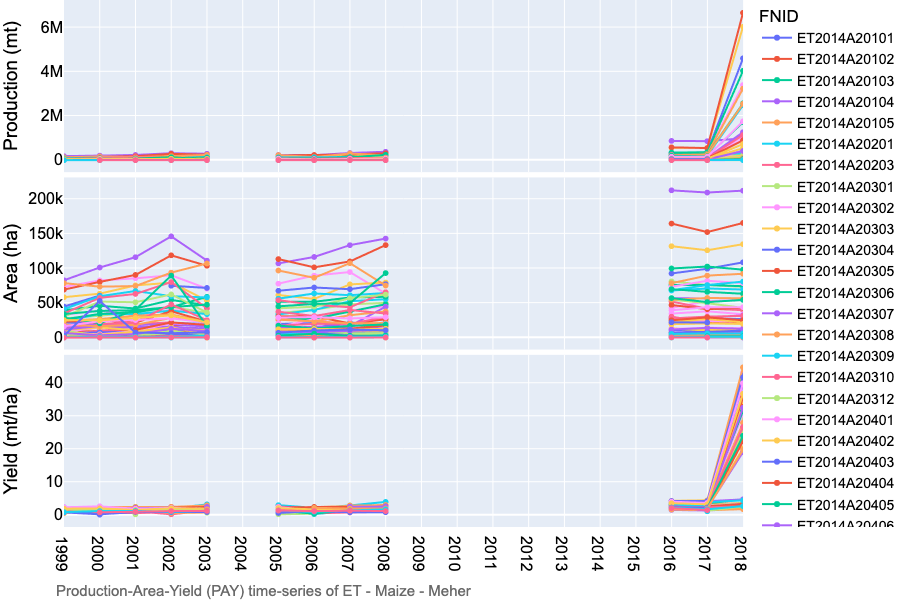 Production (mt)
6M
4M
2M
0
Area (ha)
200k
150k
100k
50k
0
Yield (mt/ha)
40
30
20
10
0
1999 2000 2001 2002 2003 2004 2005 2006 2007 2008 2009 2010 2011 2012 2013 2014 2015 2016 2017 2018
Production-Area-Yield (PAY) time-series of ET - Maize - Meher
FNID
ET2014A20101
ET2014A20102
ET2014A20103
ET2014A20104
ET2014A20105
ET2014A20201
ET2014A20203
ET2014A20301
ET2014A20302
ET2014A20303
ET2014A20304
ET2014A20305
ET2014A20306
ET2014A20307
ET2014A20308
ET2014A20309
ET2014A20310
ET2014A20312
ET2014A20401
ET2014A20402
ET2014A20403
ET2014A20404
ET2014A20405
ET2014A20406